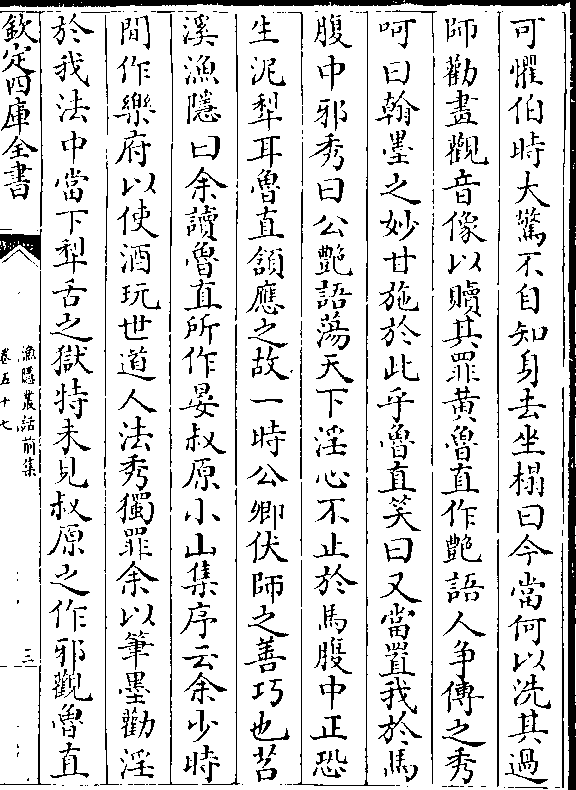 可懼伯時大驚不自知身去坐榻曰今當何以洗其過
師勸畫觀音像以贖其罪黄魯直作艷語人争傳之秀
呵曰翰墨之妙甘施於此乎魯直笑曰又當置我於馬
腹中邪秀曰公艷語蕩天下淫心不止於馬腹中正恐
生泥犁耳魯直頷應之故一時公卿伏師之善巧也苕
溪漁隱曰余讀魯直所作晏叔原小山集序云余少時
間作樂府以使酒玩世道人法秀獨罪余以筆墨勸淫
於我法中當下犁舌之獄特未見叔原之作邪觀魯直
欽定四庫全書
漁隱叢話前集
卷五十七
三